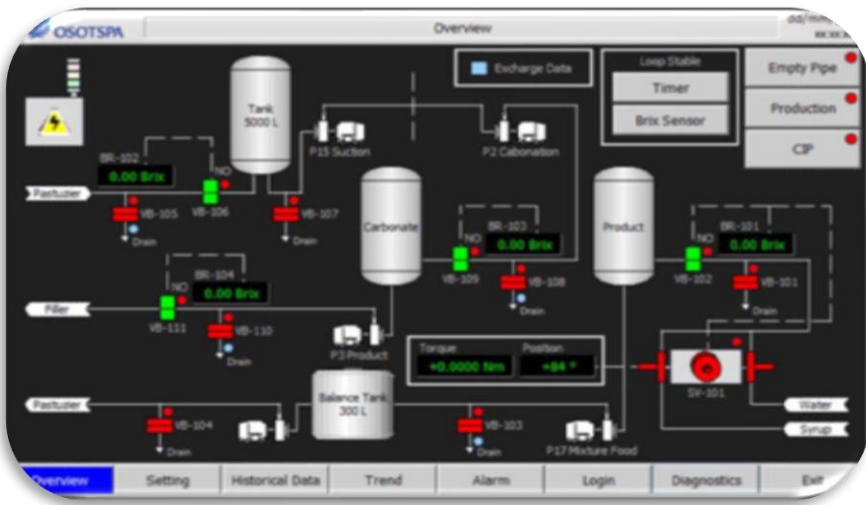 OSOTSPA
Overview
dd/mm/
Excharge Data
Loop Stable
Timer
Brix Sensor
Empty Pipe
Production
CIP
Tank
5000 L
P15 Suction
P2 Cabonation
BR-102
0.00 Brix
NO
Pastuzier
VB-105
VB-106
VB-107
Drain
Drain
Carbonate
BR-103
NO
0.00 Brix
VB-109
VB-108
Drain
Product
BR-101
NO
0.00 Brix
VB-102
VB-101
Drain
BR-104
NO
0.00 Brix
Filler
VB-111
VB-110
Drain
P3 Product
Torque
+0.0000 Nm
Position
+84 °
SV-101
Water
Syrup
Pastuzier
VB-104
Drain
Balance Tank
300 L
VB-103
Drain
P17 Mixture Food
Overview
Setting
Historical Data
Trend
Alarm
Login
Diagnostics
Exit